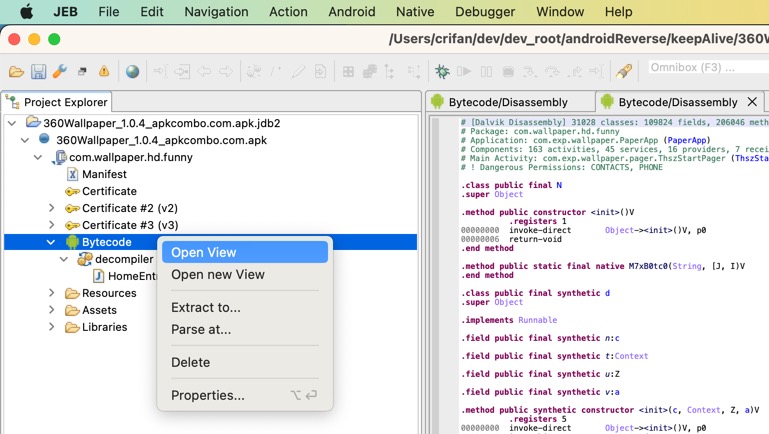 JEB File Edit Navigation Action Android Native Debugger Window Help
/Users/crifan/dev/dev_root/androidReverse/keepAlive/360W
Omnibox (F3) ...
Project Explorer
Bytecode/Disassembly
Bytecode/Disassembly
360Wallpaper_1.0.4_apkcombo.com.apk.jdb2
360Wallpaper_1.0.4_apkcombo.com.apk
com.wallpaper.hd.funny
Manifest
Certificate
Certificate #2 (v2)
Certificate #3 (v3)
Bytecode
decompiler
HomeEnt
Resources
Assets
Libraries
Open View
Open new View
Extract to...
Parse at...
Delete
Properties... ⌥⏎
# [Dalvik Disassembly] 31028 classes: 109824 fields, 206046 meth
# Package: com.wallpaper.hd.funny
# Application: com.exp.wallpaper.PaperApp (PaperApp)
# Components: 163 activities, 45 services, 16 providers, 7 recei
# Main Activity: com.exp.wallpaper.pager.ThszStartPager (ThszSta
# ! Dangerous Permissions: CONTACTS, PHONE
.class public final N
.super Object
.method public constructor <init>()V
.registers 1
00000000 invoke-direct Object-><init>()V, p0
00000006 return-void
.end method
.method public static final native M7xB0tc0(String, [J, I)V
.end method
.class public final synthetic d
.super Object
.implements Runnable
.field public final synthetic n:c
.field public final synthetic t:Context
.field public final synthetic u:Z
.field public final synthetic v:a
.method public synthetic constructor <init>(c, Context, Z, a)V
.registers 5
00000000 invoke-direct Object-><init>()V, p0